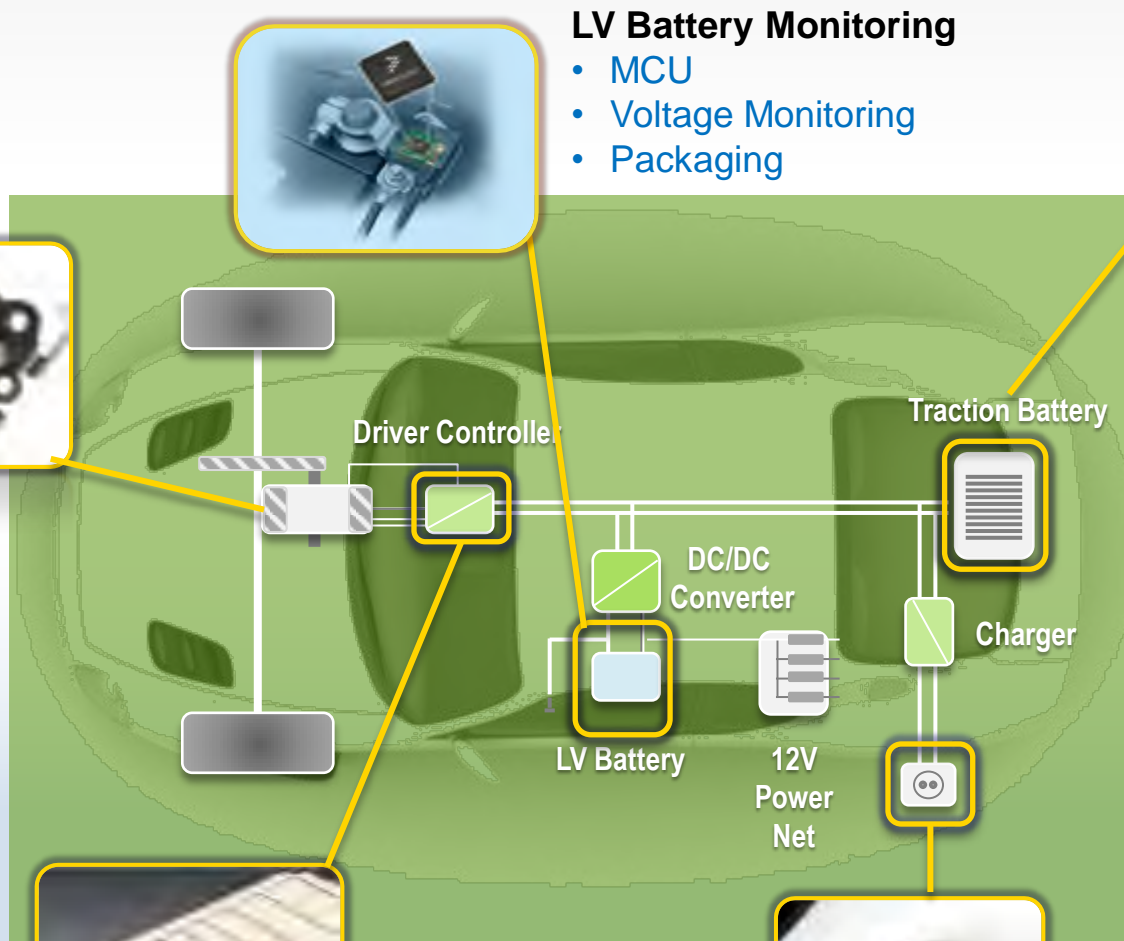 LV Battery Monitoring
• MCU
• Voltage Monitoring
• Packaging
Traction Battery
Driver Controller
DC/DC
Converter
Charger
LV Battery
12V
Power
Net